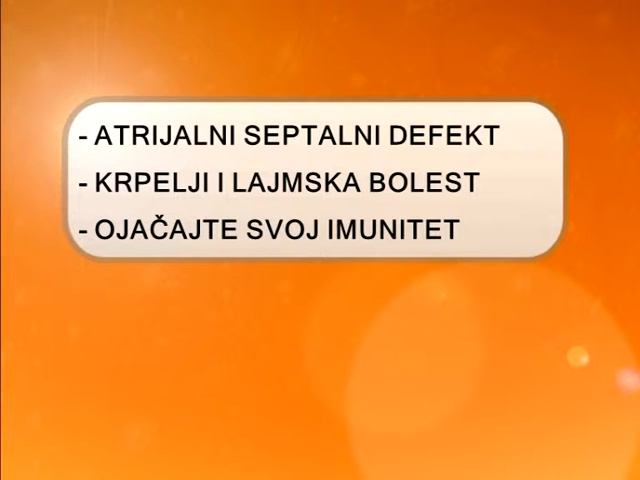 - ATRIJALNI SEPTALNI DEFEKT
- KRPELJI I LAJMSKA BOLEST
- OJAČAJTE SVOJ IMUNITET